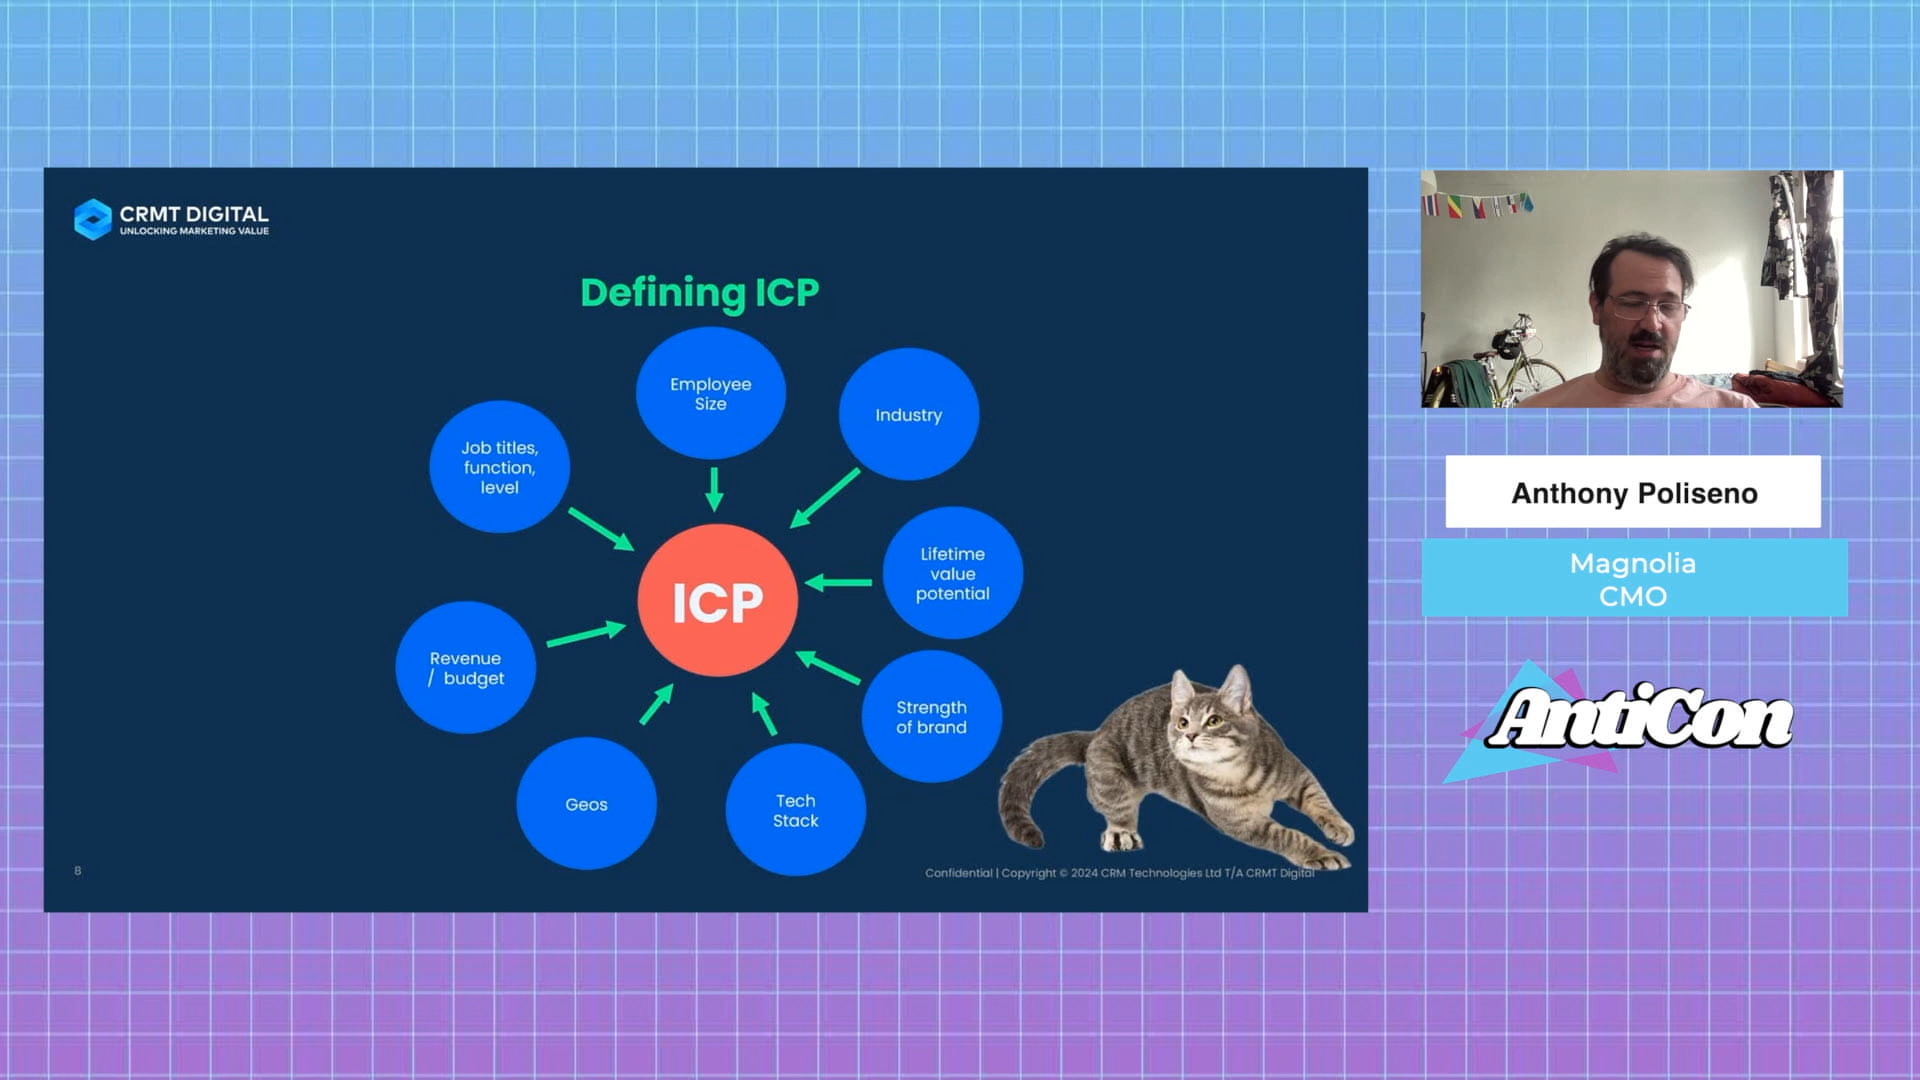 CRMT DIGITAL
UNLOCKING MARKETING VALUE
Defining ICP
Employee
Size
Industry
Job titles,
function,
level
Lifetime
value
potential
ICP
Revenue
/ budget
Strength
of brand
Geos
Tech
Stack
8
Confidential | Copyright © 2024 CRM Technologies Ltd T/A CRMT Digital
Anthony Poliseno
Magnolia
CMO
AntiCon